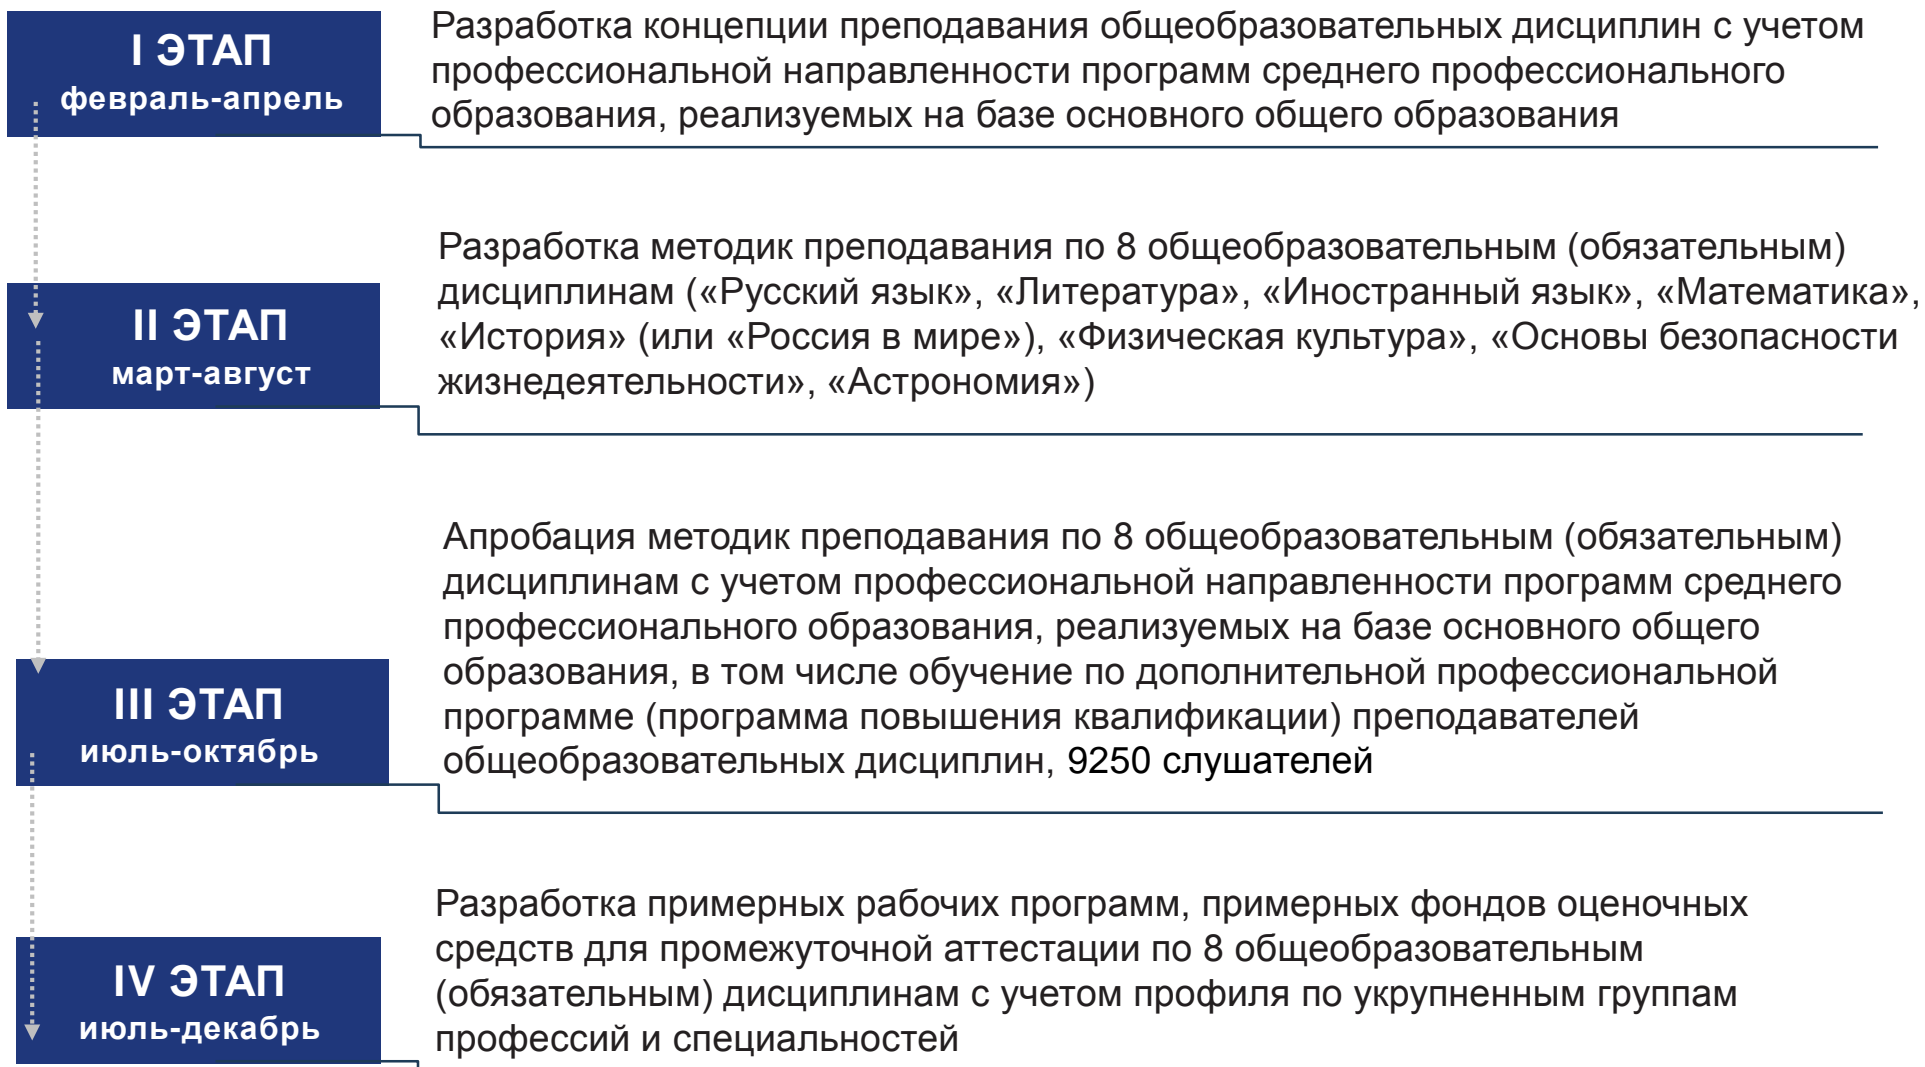 I ЭТАП
февраль-апрель
Разработка концепции преподавания общеобразовательных дисциплин с учетом
профессиональной направленности программ среднего профессионального
образования, реализуемых на базе основного общего образования
II ЭТАП
март-август
Разработка методик преподавания по 8 общеобразовательным (обязательным)
дисциплинам («Русский язык», «Литература», «Иностранный язык», «Математика»,
«История» (или «Россия в мире»), «Физическая культура», «Основы безопасности
жизнедеятельности», «Астрономия»)
III ЭТАП
июль-октябрь
Апробация методик преподавания по 8 общеобразовательным (обязательным)
дисциплинам с учетом профессиональной направленности программ среднего
профессионального образования, реализуемых на базе основного общего
образования, в том числе обучение по дополнительной профессиональной
программе (программа повышения квалификации) преподавателей
общеобразовательных дисциплин, 9250 слушателей
IV ЭТАП
июль-декабрь
Разработка примерных рабочих программ, примерных фондов оценочных
средств для промежуточной аттестации по 8 общеобразовательным
(обязательным) дисциплинам с учетом профиля по укрупненным группам
профессий и специальностей